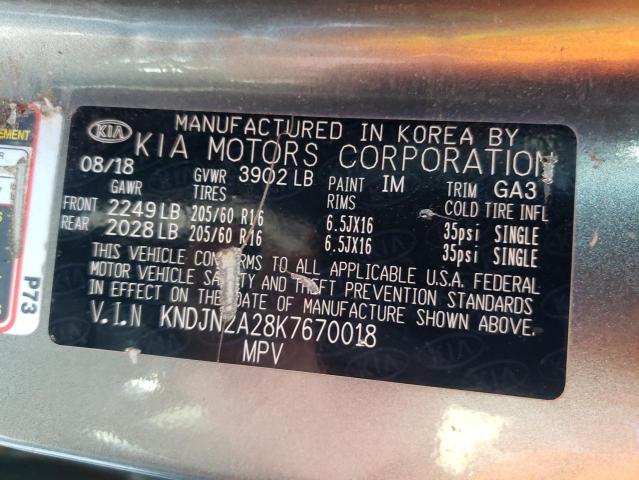 EMENT
P73
KIA
MANUFACTURED IN KOREA BY
KIA MOTORS CORPORATION
08/18 GVWR 3902 LB PAINT IM TRIM GA3
GAWR TIRES RIMS COLD TIRE INFL
FRONT 2249 LB 205/60 R16 6.5JX16 35psi SINGLE
REAR 2028 LB 205/60 R16 6.5JX16 35psi SINGLE
THIS VEHICLE CONFORMS TO ALL APPLICABLE U.S.A. FEDERAL
MOTOR VEHICLE SAFETY AND THEFT PREVENTION STANDARDS
IN EFFECT ON THE DATE OF MANUFACTURE SHOWN ABOVE.
V.I.N KNDJN2A28K7670018
MPV